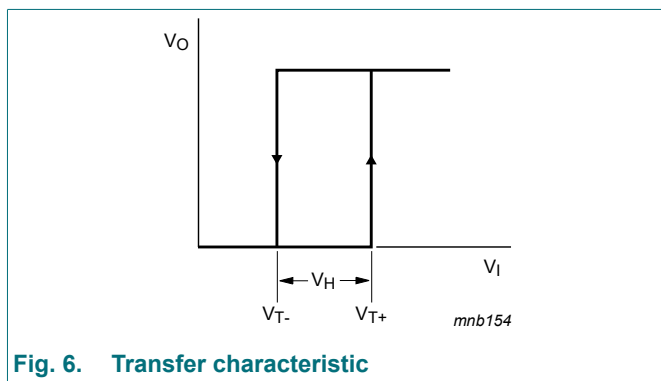 VO
VH
VI
VT-
VT+
mnb154
Fig. 6. Transfer characteristic